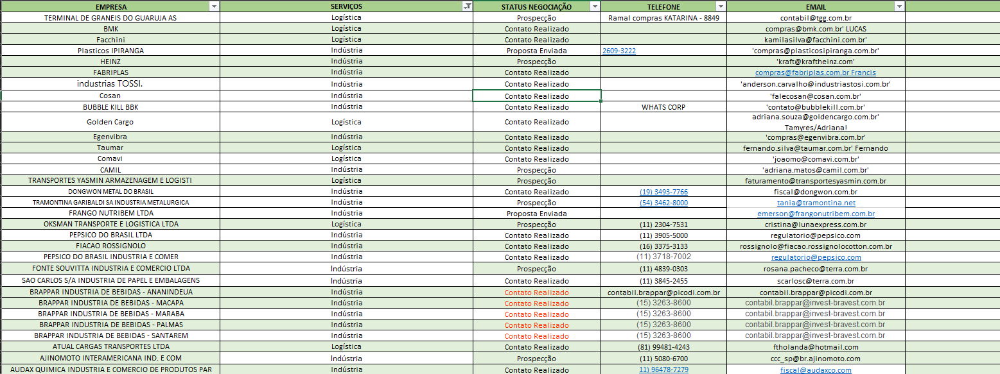 EMPRESA SERVIÇOS STATUS NEGOCIAÇÃO TELEFONE EMAIL
TERMINAL DE GRANEIS DO GUARUJA AS Logística Prospecção Ramal compras KATARINA - 8849 contabil@tgg.com.br
BMK Logística Contato Realizado compras@bmk.com.br' LUCAS
Facchini Logística Contato Realizado kamilasilva@facchini.com.br'
Plasticos IPIRANGA Indústria Proposta Enviada 2609-3222 'compras@plasticosipiranga.com.br'
HEINZ Indústria Prospecção 'kraft@kraftheinz.com'
FABRIPLAS Indústria Contato Realizado compras@fabriplas.com.br Francis
industrias TOSSI. Indústria Contato Realizado 'anderson.carvalho@industriastosi.com.br'
Cosan Indústria Contato Realizado 'falecosan@cosan.com.br'
BUBBLE KILL BBK Indústria Contato Realizado WHATS CORP 'contato@bubblekill.com.br'
Golden Cargo Logística Contato Realizado adriana.souza@goldencargo.com.br'
Tamyres/Adriana!
Egenvibra Indústria Contato Realizado 'compras@egenvibra.com.br'
Taumar Logística Contato Realizado fernando.silva@taumar.com.br' Fernando
Comavi Logística Contato Realizado 'joaomo@comavi.com.br'
CAMIL Indústria Prospecção 'adriana.matos@camil.com.br'
TRANSPORTES YASMIN ARMAZENAGEM E LOGISTI Logística Prospecção faturamento@transportesyasmin.com.br
DONGWON METAL DO BRASIL Indústria Contato Realizado (19) 3493-7766 fiscal@dongwon.com.br
TRAMONTINA GARIBALDI SA INDUSTRIA METALURGICA Indústria Prospecção (54) 3462-8000 tania@tramontina.net
FRANGO NUTRIBEM LTDA Indústria Proposta Enviada emerson@frangonutribem.com.br
OKSMAN TRANSPORTE E LOGISTICA LTDA Logística Prospecção (11) 2304-7531 cristina@lunaexpress.com.br
PEPSICO DO BRASIL LTDA Indústria Contato Realizado (11) 3905-5000 regulatorio@pepsico.com
FIACAO ROSSIGNOLO Indústria Contato Realizado (16) 3375-3133 rossignolo@fiacao.rossignolocotton.com.br
PEPSICO DO BRASIL INDUSTRIA E COMER Indústria Contato Realizado (11) 3718-7002 regulatorio@pepsico.com
FONTE SOUVITTA INDUSTRIA E COMERCIO LTDA Indústria Prospecção (11) 4839-0303 rosana.pacheco@terra.com.br
SAO CARLOS S/A INDUSTRIA DE PAPEL E EMBALAGENS Indústria Contato Realizado (11) 3845-2455 scarlosc@terra.com.br
BRAPPAR INDUSTRIA DE BEBIDAS - ANANINDEUA Indústria Contato Realizado contabil.brappar@picodi.com.br contabil.brappar@picodi.com.br
BRAPPAR INDUSTRIA DE BEBIDAS - MACAPA Indústria Contato Realizado (15) 3263-8600 contabil.brappar@invest-bravest.com.br
BRAPPAR INDUSTRIA DE BEBIDAS - MARABA Indústria Contato Realizado (15) 3263-8600 contabil.brappar@invest-bravest.com.br
BRAPPAR INDUSTRIA DE BEBIDAS - PALMAS Indústria Contato Realizado (15) 3263-8600 contabil.brappar@invest-bravest.com.br
BRAPPAR INDUSTRIA DE BEBIDAS - SANTAREM Indústria Contato Realizado (15) 3263-8600 contabil.brappar@invest-bravest.com.br
ATUAL CARGAS TRANSPORTES LTDA Logística Contato Realizado (81) 99481-4243 ftholanda@hotmail.com
AJINOMOTO INTERAMERICANA IND. E COM Indústria Prospecção (11) 5080-6700 ccc_sp@br.ajinomoto.com
AUDAX QUIMICA INDUSTRIA E COMERCIO DE PRODUTOS PAR Indústria Contato Realizado 11) 96478-7279 fiscal@audaxco.com